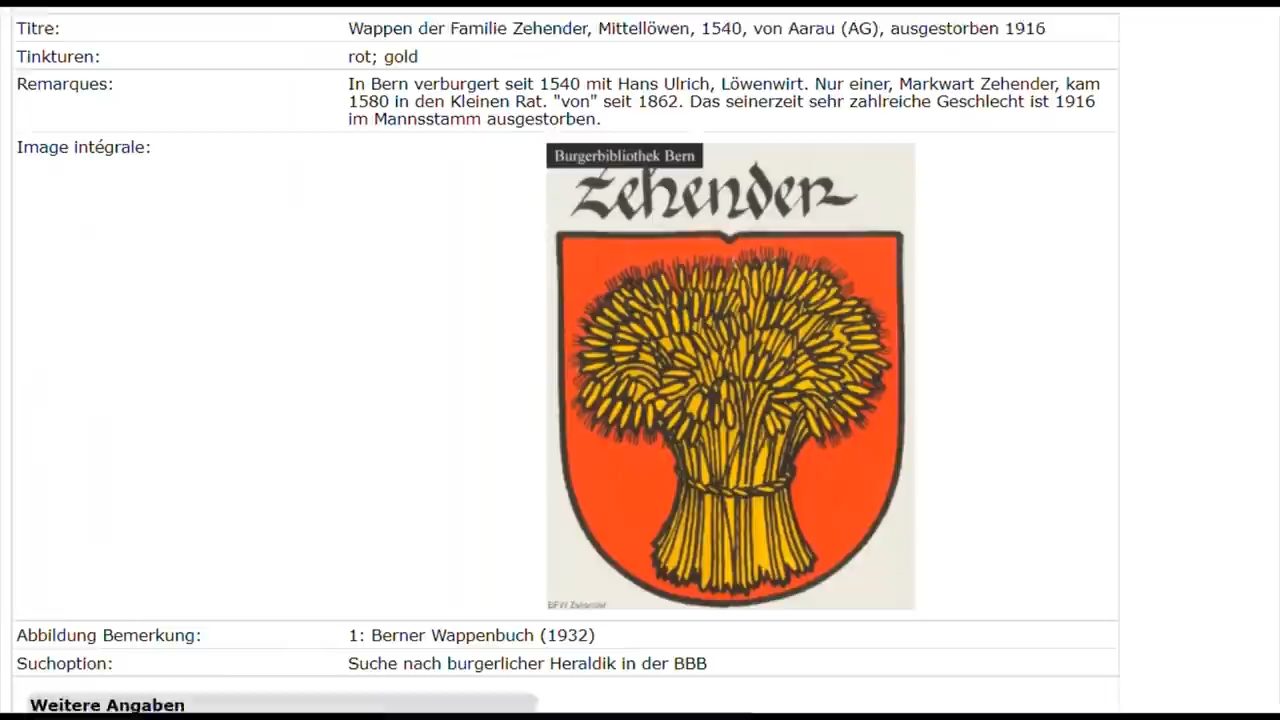 Titre: Wappen der Familie Zehender, Mittellöwen, 1540, von Aarau (AG), ausgestorben 1916
Tinkturen: rot; gold
Remarques: In Bern verburgert seit 1540 mit Hans Ulrich, Löwenwirt. Nur einer, Markwart Zehender, kam
1580 in den Kleinen Rat. "von" seit 1862. Das seinerzeit sehr zahlreiche Geschlecht ist 1916
im Mannsstamm ausgestorben.
Image intégrale:
Burgerbibliothek Bern
Zehender
BFW Zehender
Abbildung Bemerkung: 1: Berner Wappenbuch (1932)
Suchoption: Suche nach burgerlicher Heraldik in der BBB
Weitere Angaben